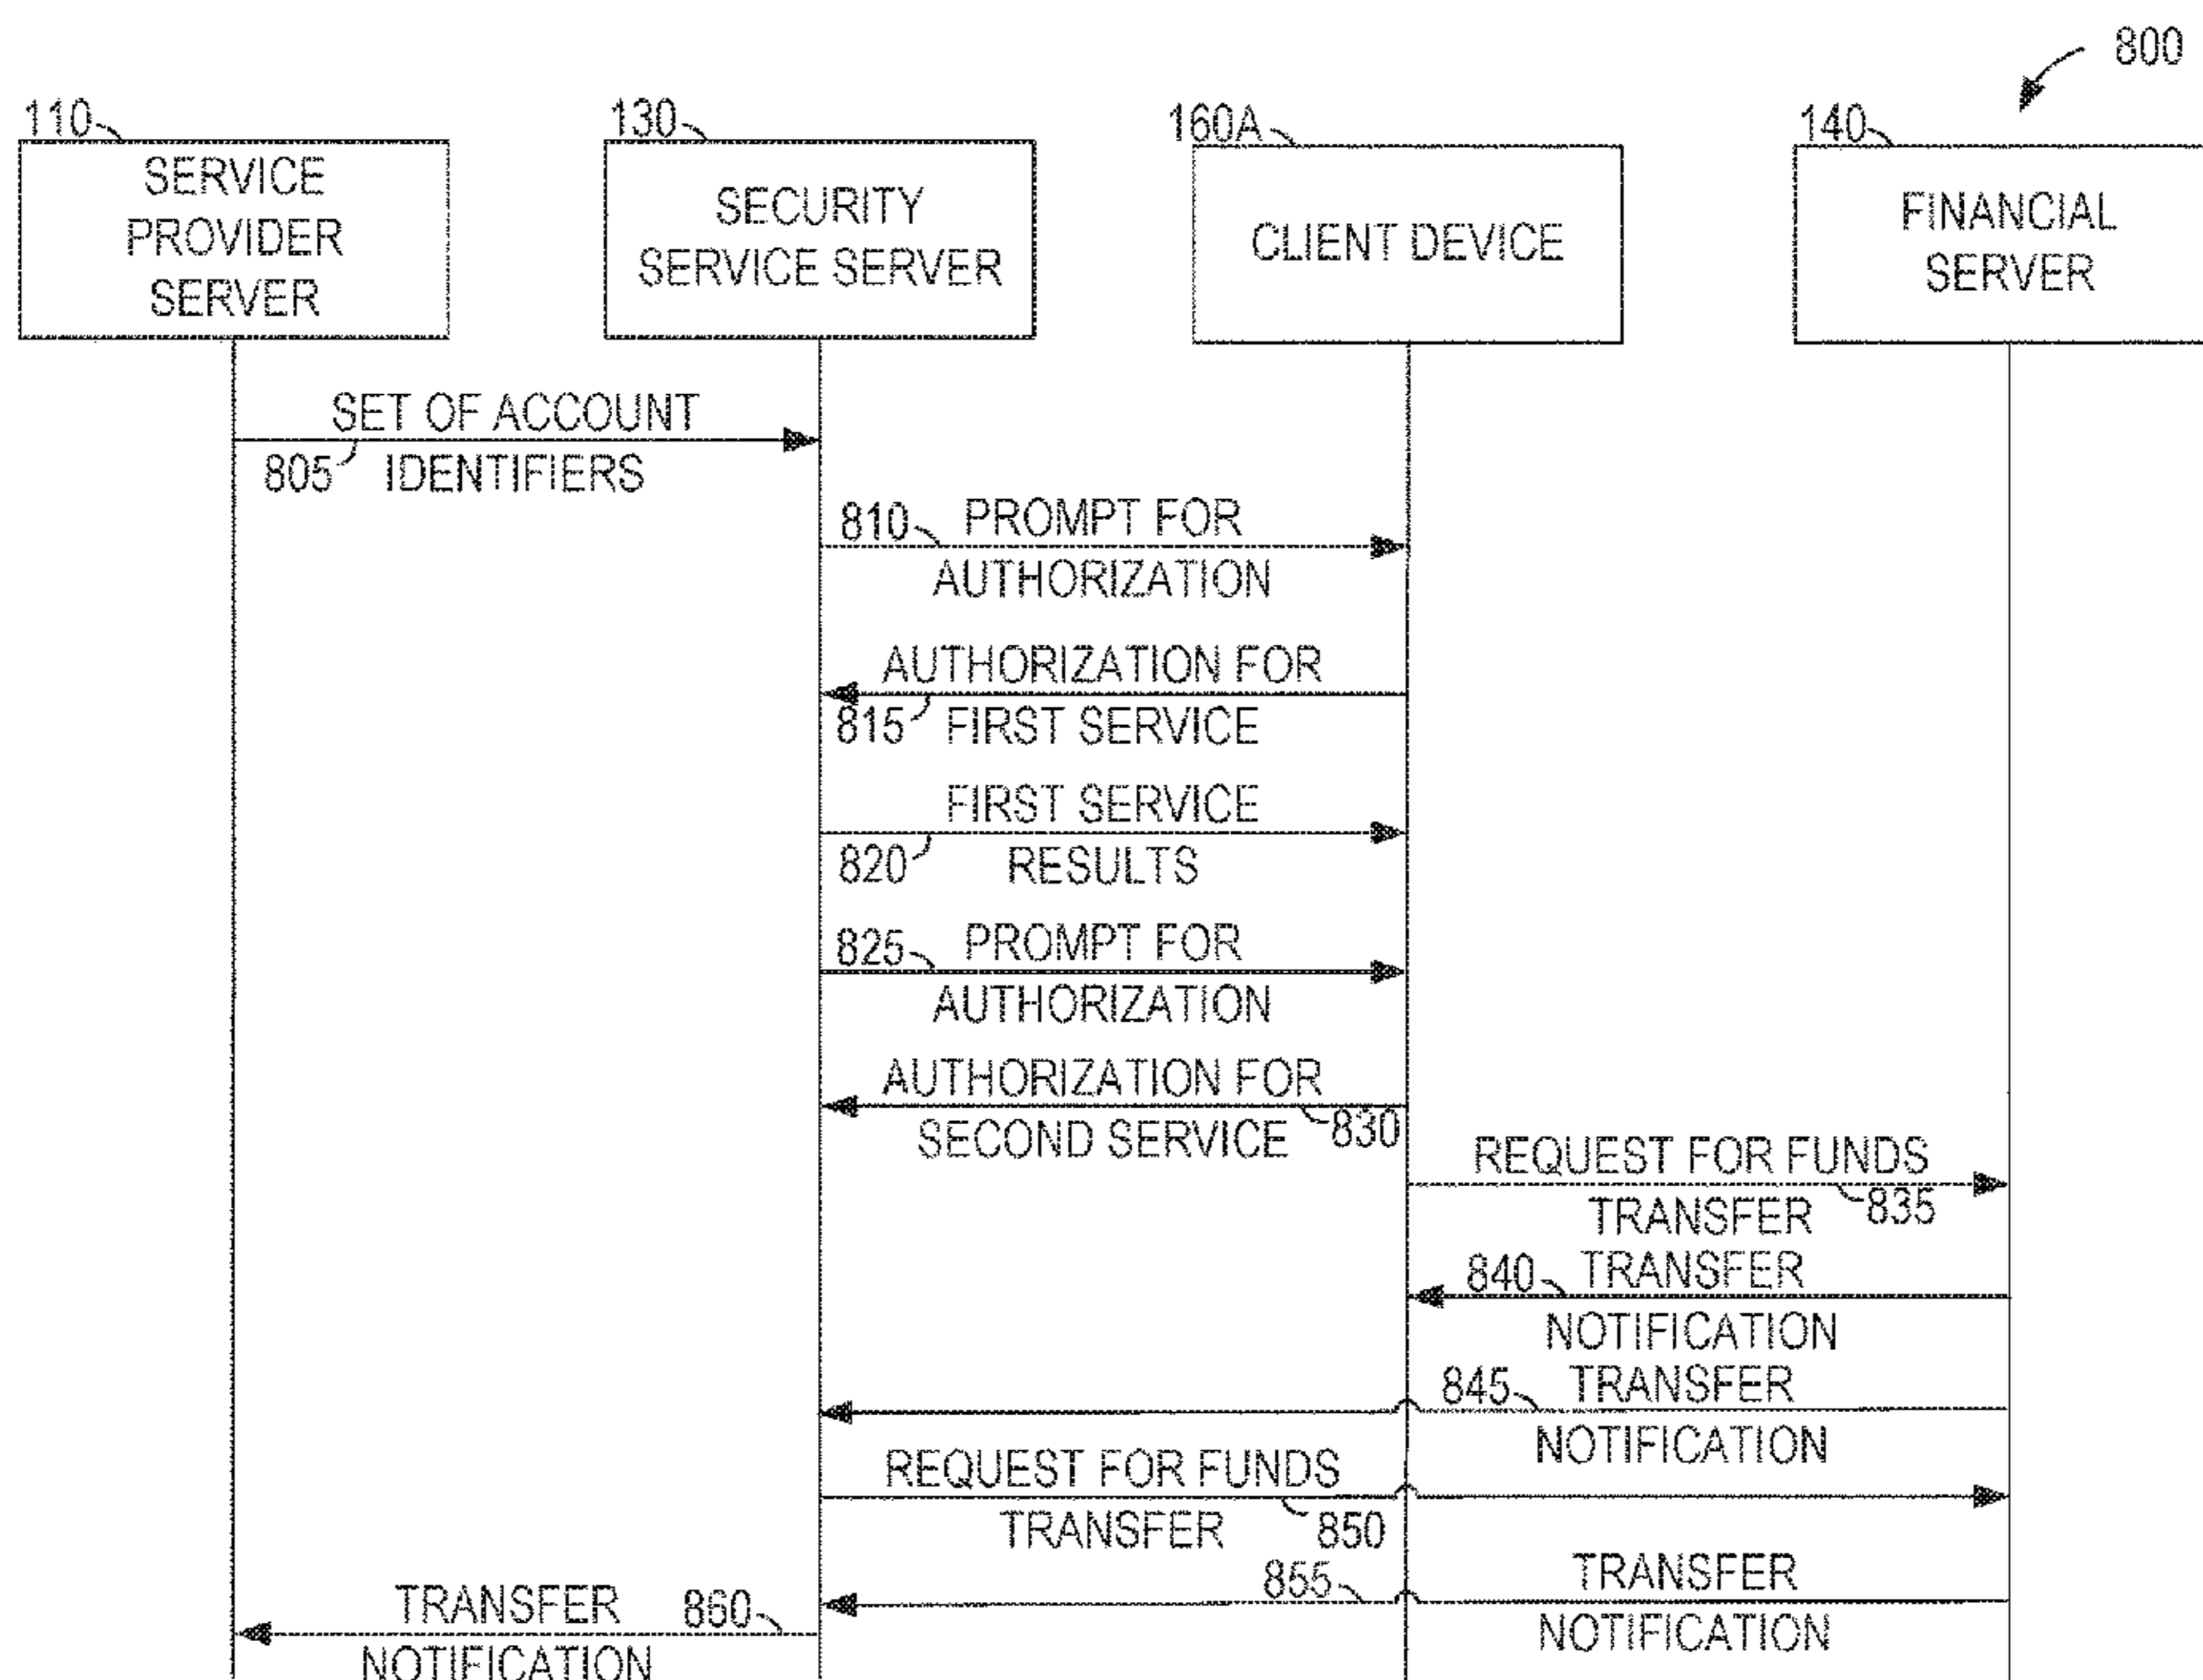 800
110
SERVICE
PROVIDER
SERVER
130
SECURITY
SERVICE SERVER
160A
CLIENT DEVICE
140
FINANCIAL
SERVER
SET OF ACCOUNT
805 IDENTIFIERS
810 PROMPT FOR
AUTHORIZATION
AUTHORIZATION FOR
815 FIRST SERVICE
FIRST SERVICE
820 RESULTS
825 PROMPT FOR
AUTHORIZATION
AUTHORIZATION FOR
SECOND SERVICE 830
REQUEST FOR FUNDS
TRANSFER 835
840 TRANSFER
NOTIFICATION
845 TRANSFER
NOTIFICATION
REQUEST FOR FUNDS
TRANSFER 850
855 TRANSFER
NOTIFICATION
TRANSFER 860
NOTIFICATION